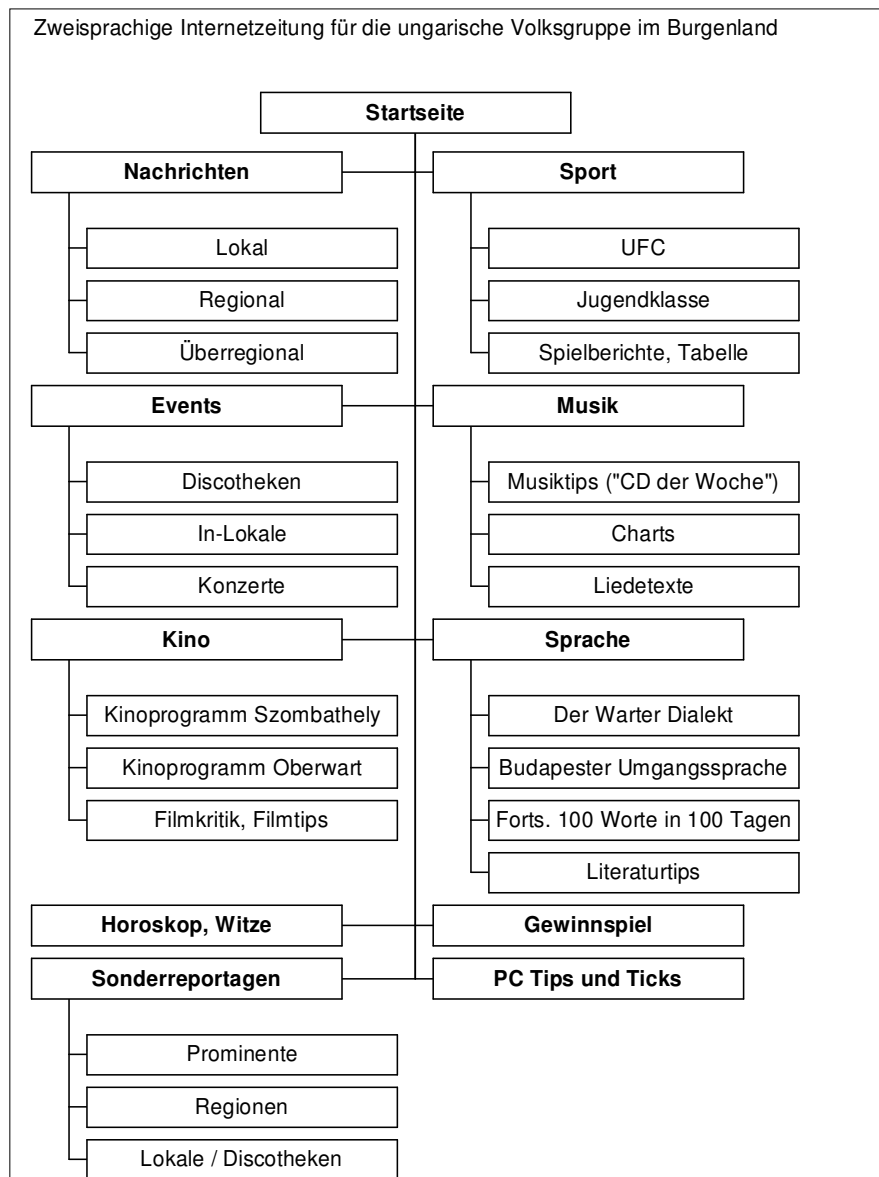 Zweisprachige Internetzeitung für die ungarische Volksgruppe im Burgenland
Startseite
Nachrichten
Lokal
Regional
Überregional
Sport
UFC
Jugendklasse
Spielberichte, Tabelle
Events
Discotheken
In-Lokale
Konzerte
Musik
Musiktips ("CD der Woche")
Charts
Liedetexte
Kino
Kinoprogramm Szombathely
Kinoprogramm Oberwart
Filmkritik, Filmtips
Sprache
Der Warter Dialekt
Budapester Umgangssprache
Forts. 100 Worte in 100 Tagen
Literaturtips
Horoskop, Witze
Gewinnspiel
Sonderreportagen
Prominente
Regionen
Lokale / Discotheken
PC Tips und Ticks